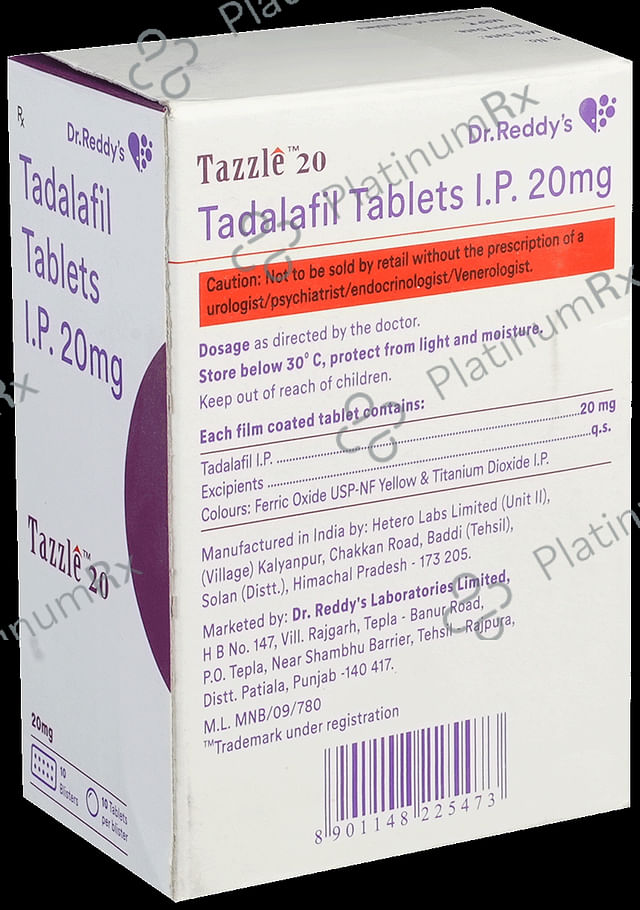 Rx
Dr.Reddy's
Tadalafil
Tablets
I.P. 20mg
Tazzlê™ 20
20mg
10
Blisters
10 Tablets
per blister
Dr.Reddy's
Tazzlê™ 20
Tadalafil Tablets I.P. 20mg
Caution: Not to be sold by retail without the prescription of a
urologist/psychiatrist/endocrinologist/Venerologist.
Dosage as directed by the doctor.
Store below 30° C, protect from light and moisture.
Keep out of reach of children.
Each film coated tablet contains:
Tadalafil I.P. ........ 20 mg
Excipients ........ q.s.
Colours: Ferric Oxide USP-NF Yellow & Titanium Dioxide I.P.
Manufactured in India by: Hetero Labs Limited (Unit II),
(Village) Kalyanpur, Chakkan Road, Baddi (Tehsil),
Solan (Distt.), Himachal Pradesh - 173 205.
Marketed by: Dr. Reddy's Laboratories Limited,
H B No. 147, Vill. Rajgarh, Tepla - Banur Road,
P.O. Tepla, Near Shambhu Barrier, Tehsil - Rajpura,
Distt. Patiala, Punjab -140 417.
M.L. MNB/09/780
™Trademark under registration
8 901148 225473
PlatinumRx
PlatinumRx
PlatinumRx
PlatinumRx